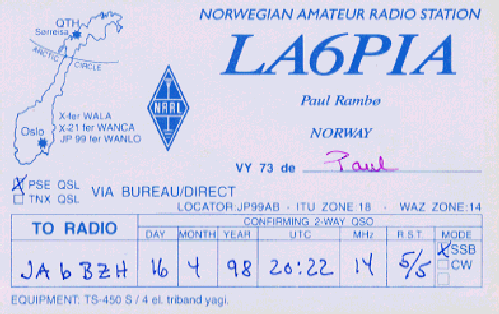 NORWEGIAN AMATEUR RADIO STATION
LA6PIA
QTH
Sørreisa
ARCTIC CIRCLE
Oslo
X-fer WALA
X-21 fer WANCA
JP 99 fer WANLO
NRRL
Paul Rambø
NORWAY
VY 73 de Paul
X PSE QSL
TNX QSL
VIA BUREAU/DIRECT
LOCATOR:JP99AB - ITU ZONE 18 - WAZ ZONE:14
TO RADIO
CONFIRMING 2-WAY QSO
DAY MONTH YEAR UTC MHz R.S.T MODE
JA6BZH 16 4 98 20:22 14 5/5 X SSB
CW
EQUIPMENT: TS-450 S / 4 el. triband yagi.